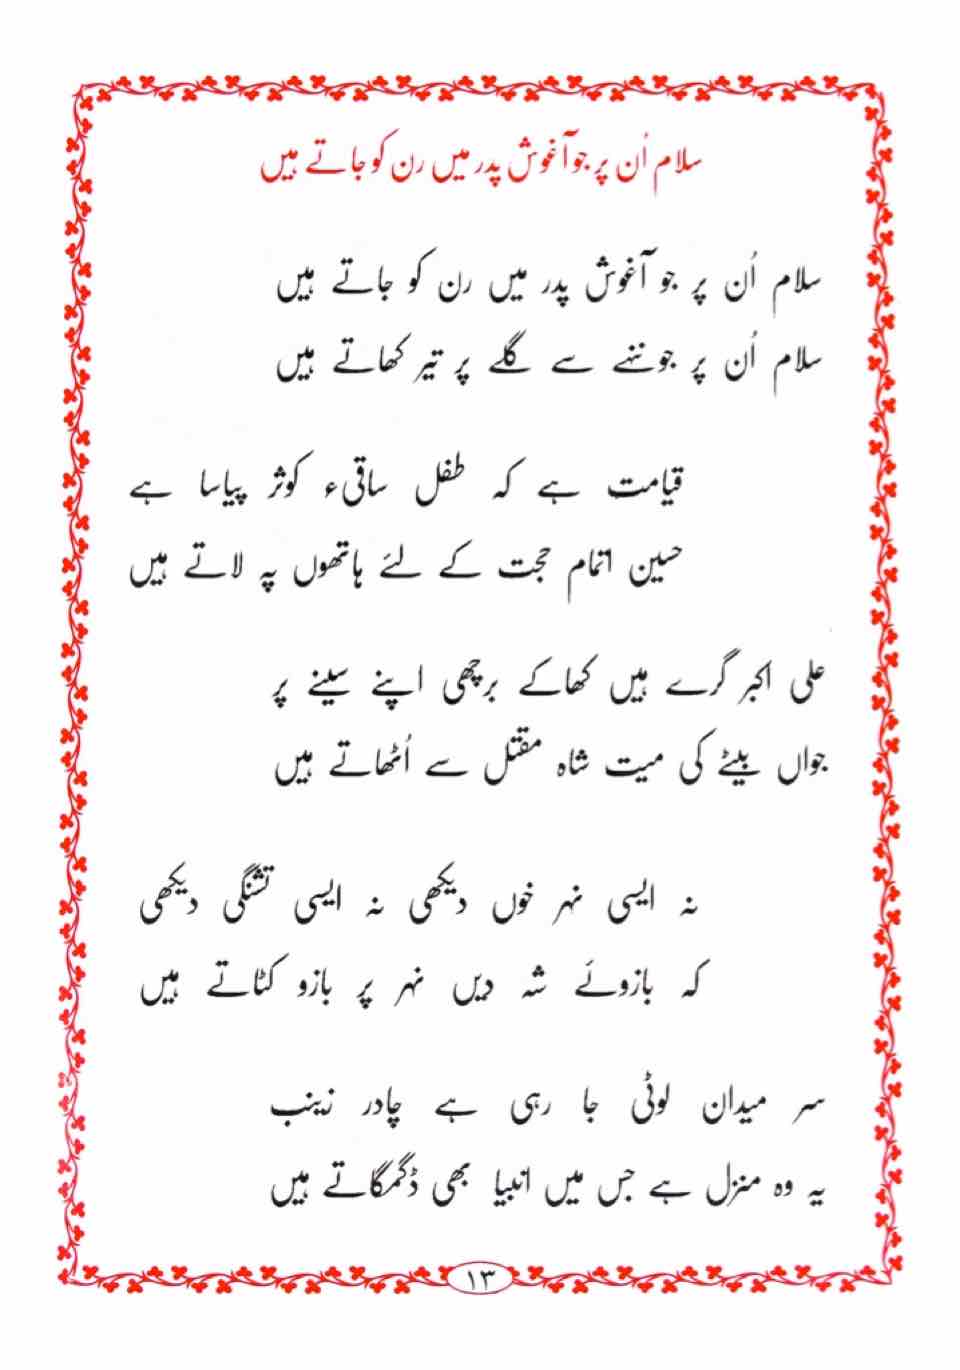 سلام اُن پر جو آغوش پدر میں رن کو جاتے ہیں
سلام اُن پر جو آغوش پدر میں رن کو جاتے ہیں
سلام اُن پر جو ننھے سے گلے پر تیر کھاتے ہیں
قیامت ہے کہ طفل ساقیء کوثر پیاسا ہے
حسین اتمام حجت کے لئے ہاتھوں پہ لاتے ہیں
علی اکبر گرے ہیں کھاکے برچھی اپنے سینے پر
جواں بیٹے کی میت شاہ مقتل سے اُٹھاتے ہیں
نہ ایسی نہر خوں دیکھی نہ ایسی تشنگی دیکھی
کہ بازوئے شہ دیں نہر پر بازو کٹاتے ہیں
سر میدان لوٹی جا رہی ہے چادر زینب
یہ وہ منزل ہے جس میں انبیا بھی ڈگمگاتے ہیں
۱۳